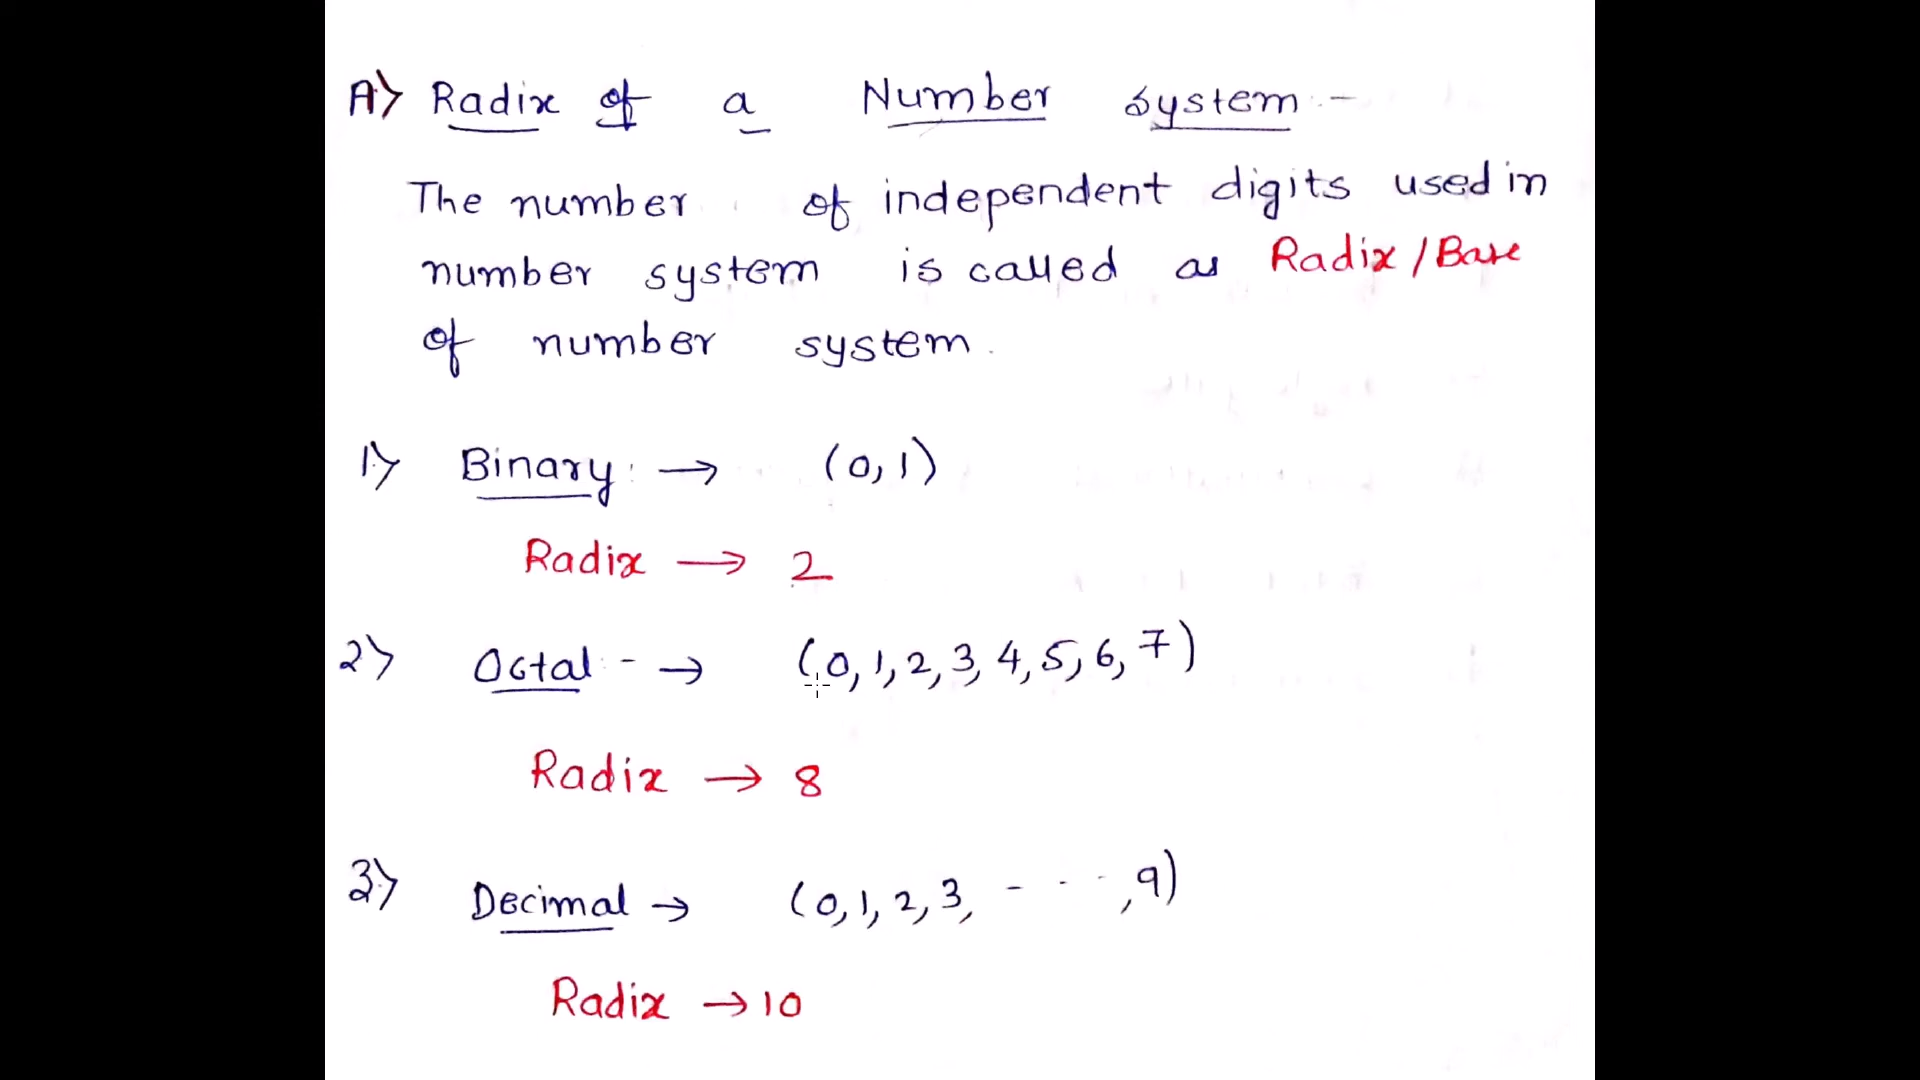 A) Radix of a Number system :-
The number of independent digits used in
number system is called as Radix/Base
of number system.
1) Binary: → (0, 1)
Radix → 2
2) Octal :- → (0, 1, 2, 3, 4, 5, 6, 7)
Radix → 8
3) Decimal → (0, 1, 2, 3, - - -, 9)
Radix → 10